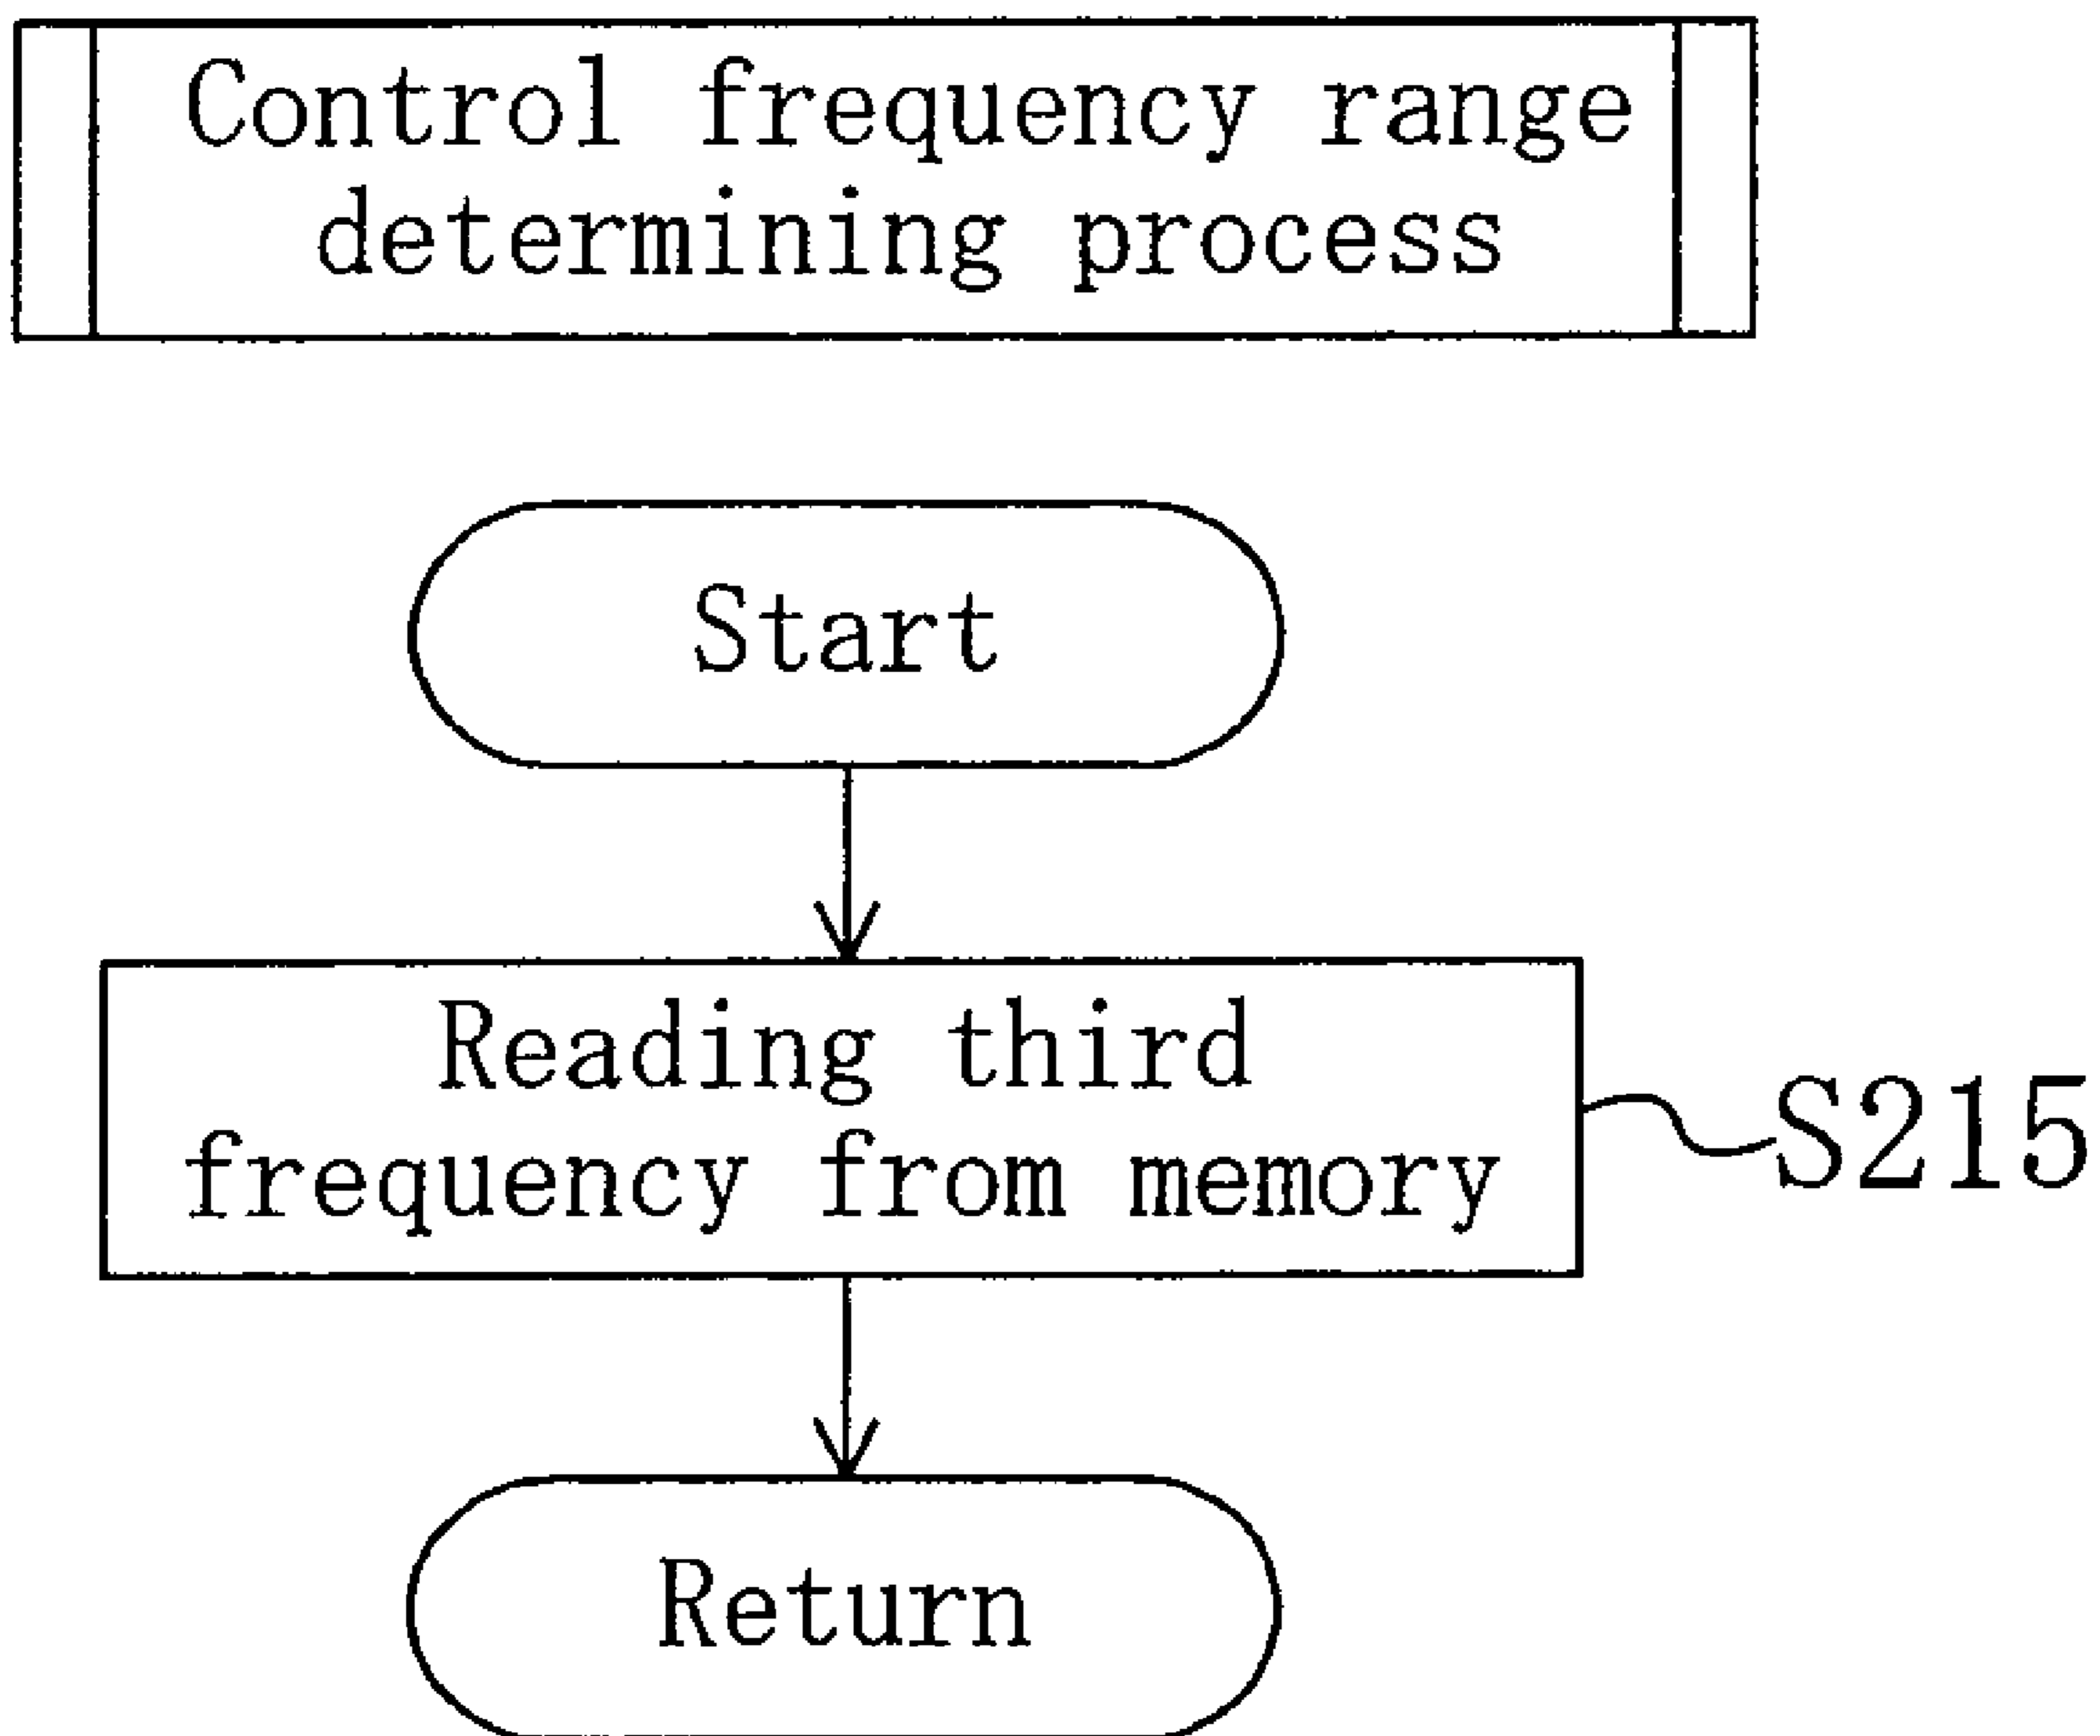 Control frequency range
determining process
Start
Reading third
frequency from memory
S215
Return